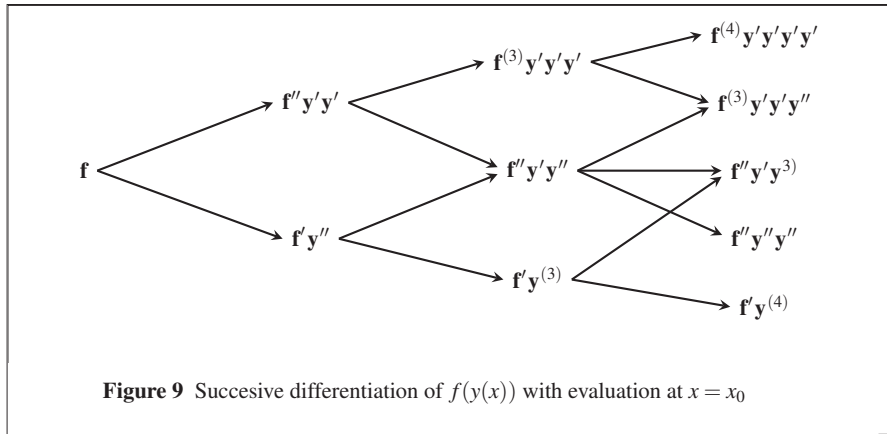 𝐟⁽⁴⁾𝐲′𝐲′𝐲′𝐲′
𝐟⁽³⁾𝐲′𝐲′𝐲′
𝐟″𝐲′𝐲′
𝐟⁽³⁾𝐲′𝐲′𝐲″
𝐟
𝐟″𝐲′𝐲″
𝐟″𝐲′𝐲³⁾
𝐟′𝐲″
𝐟″𝐲″𝐲″
𝐟′𝐲⁽³⁾
𝐟′𝐲⁽⁴⁾
Figure 9 Succesive differentiation of f(y(x)) with evaluation at x = x₀